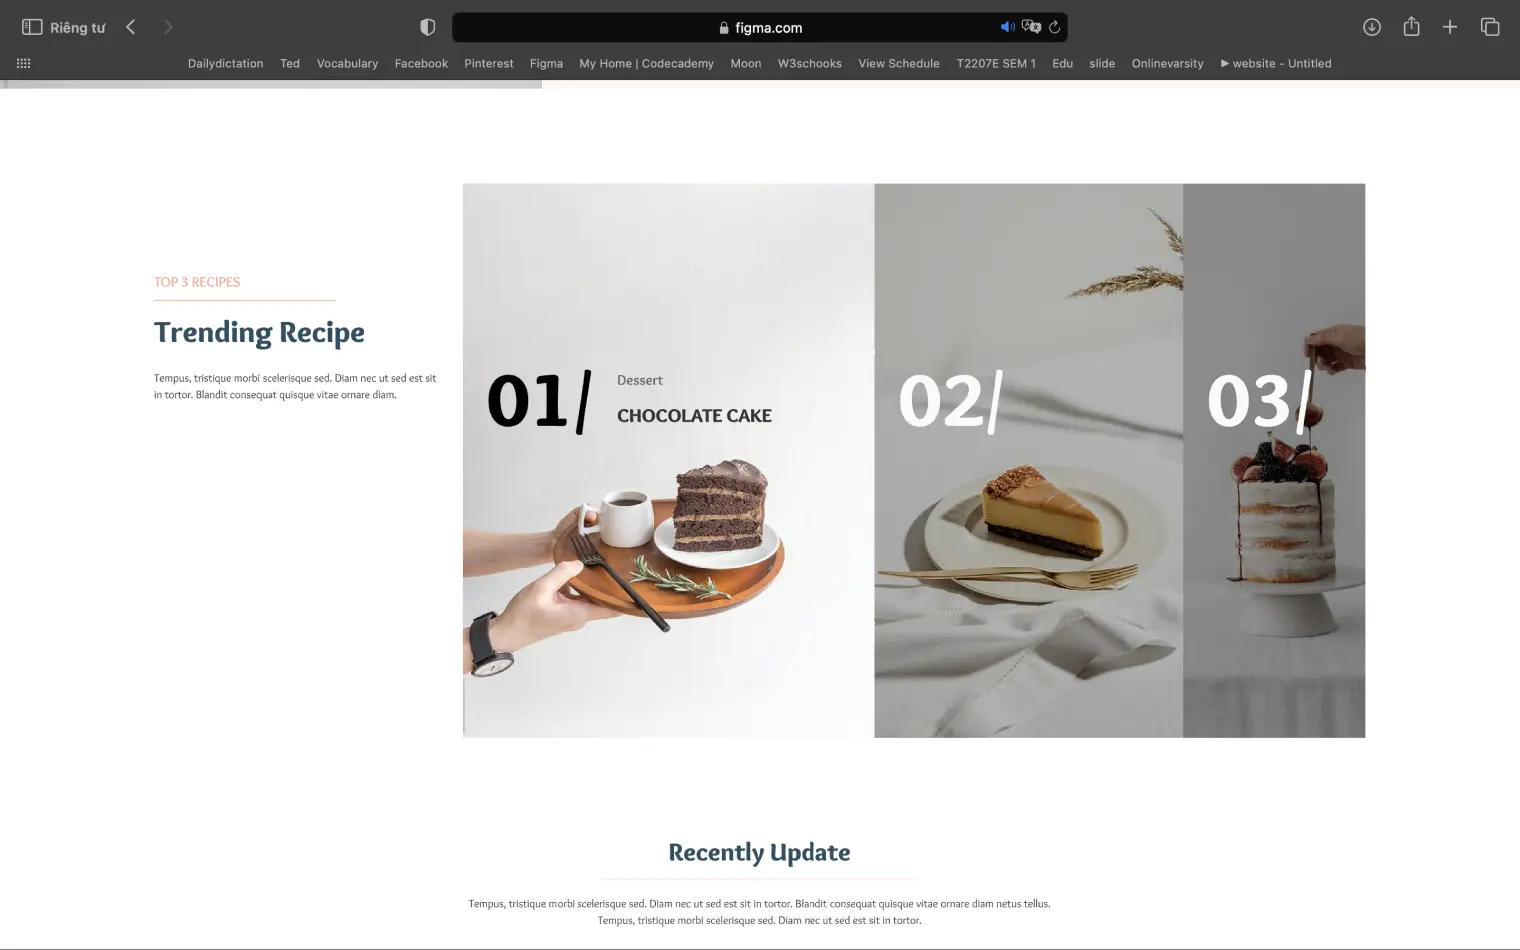 Riêng tư
figma.com
Dailydictation Ted Vocabulary Facebook Pinterest Figma My Home | Codecademy Moon W3schooks View Schedule T2207E SEM 1 Edu slide Onlinevarsity ▶ website - Untitled
TOP 3 RECIPES
Trending Recipe
Tempus, tristique morbi scelerisque sed. Diam nec ut sed est sit
in tortor. Blandit consequat quisque vitae ornare diam.
01/
Dessert
CHOCOLATE CAKE
02/
03/
Recently Update
Tempus, tristique morbi scelerisque sed. Diam nec ut sed est sit in tortor. Blandit consequat quisque vitae ornare diam netus tellus.
Tempus, tristique morbi scelerisque sed. Diam nec ut sed est sit in tortor.